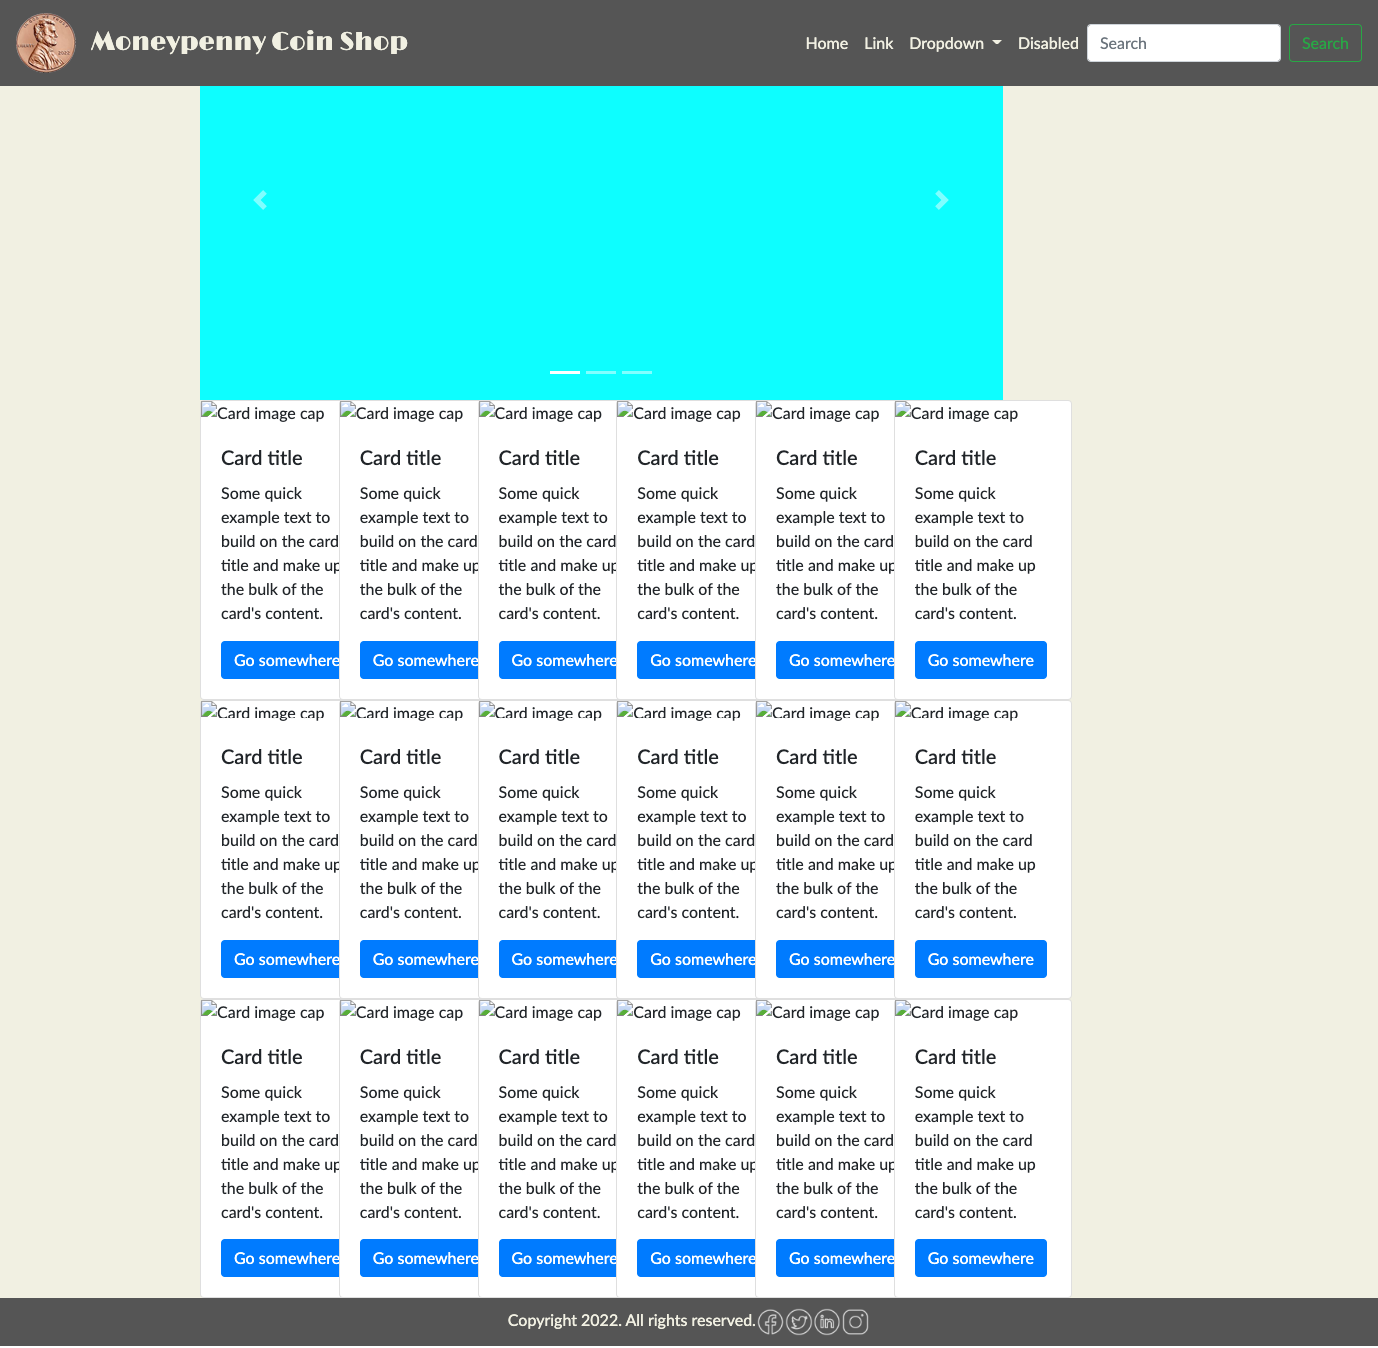 Moneypenny Coin Shop
Home Link Dropdown Disabled Search Search
Card image cap Card image cap Card image cap Card image cap Card image cap Card image cap
Card title Card title Card title Card title Card title Card title
Some quick Some quick Some quick Some quick Some quick Some quick
example text to example text to example text to example text to example text to example text to
build on the card build on the card build on the card build on the card build on the card build on the card
title and make up title and make up title and make up title and make up title and make up title and make up
the bulk of the the bulk of the the bulk of the the bulk of the the bulk of the the bulk of the
card's content. card's content. card's content. card's content. card's content. card's content.
Go somewhere Go somewhere Go somewhere Go somewhere Go somewhere Go somewhere
Card image cap Card image cap Card image cap Card image cap Card image cap Card image cap
Card title Card title Card title Card title Card title Card title
Some quick Some quick Some quick Some quick Some quick Some quick
example text to example text to example text to example text to example text to example text to
build on the card build on the card build on the card build on the card build on the card build on the card
title and make up title and make up title and make up title and make up title and make up title and make up
the bulk of the the bulk of the the bulk of the the bulk of the the bulk of the the bulk of the
card's content. card's content. card's content. card's content. card's content. card's content.
Go somewhere Go somewhere Go somewhere Go somewhere Go somewhere Go somewhere
Card image cap Card image cap Card image cap Card image cap Card image cap Card image cap
Card title Card title Card title Card title Card title Card title
Some quick Some quick Some quick Some quick Some quick Some quick
example text to example text to example text to example text to example text to example text to
build on the card build on the card build on the card build on the card build on the card build on the card
title and make up title and make up title and make up title and make up title and make up title and make up
the bulk of the the bulk of the the bulk of the the bulk of the the bulk of the the bulk of the
card's content. card's content. card's content. card's content. card's content. card's content.
Go somewhere Go somewhere Go somewhere Go somewhere Go somewhere Go somewhere
Copyright 2022. All rights reserved.